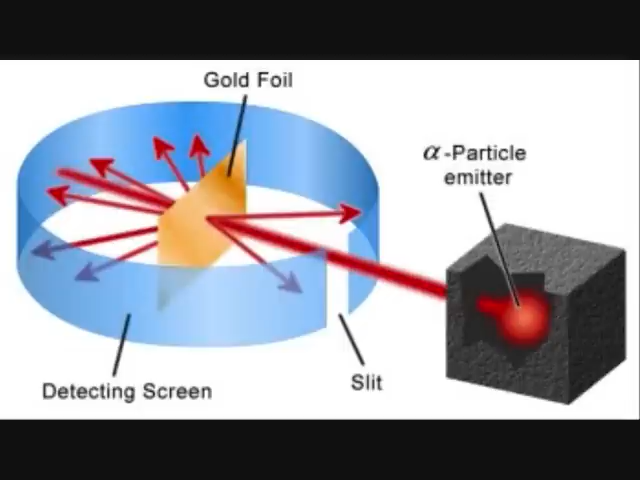 Gold Foil
α-Particle
emitter
Detecting Screen
Slit